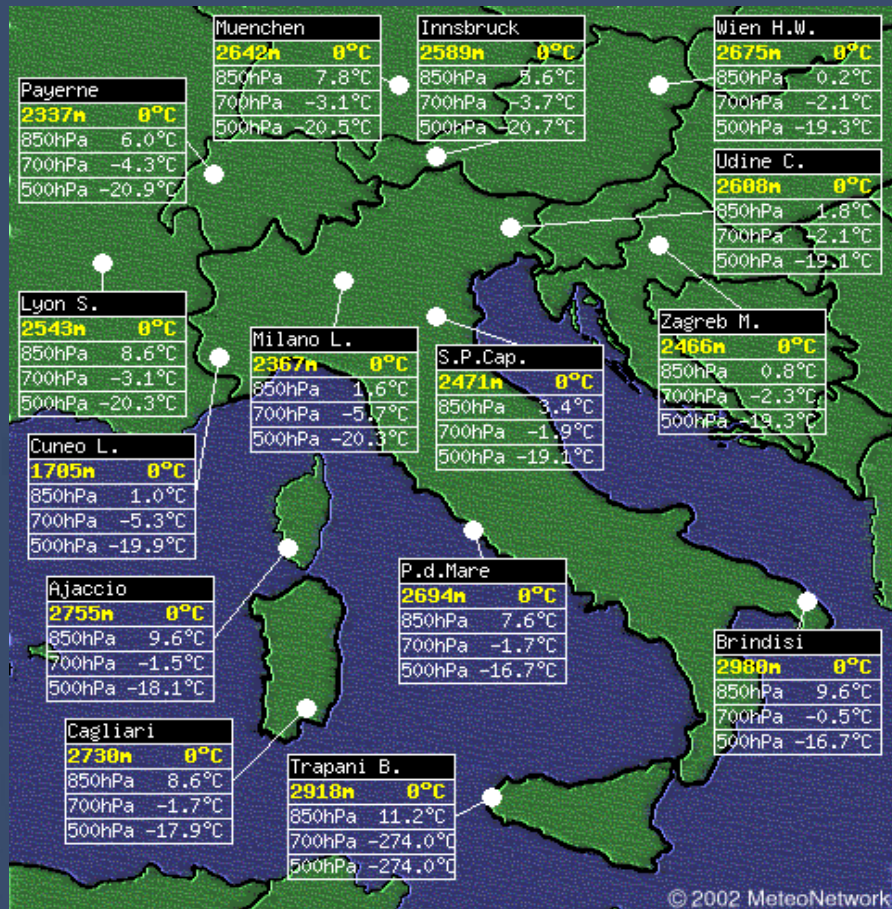 Muenchen
2642m 0°C
850hPa 7.8°C
700hPa -3.1°C
500hPa -20.5°C
Innsbruck
2589m 0°C
850hPa 5.6°C
700hPa -3.7°C
500hPa -20.7°C
Wien H.W.
2675m 0°C
850hPa 0.2°C
700hPa -2.1°C
500hPa -19.3°C
Payerne
2337m 0°C
850hPa 6.0°C
700hPa -4.3°C
500hPa -20.9°C
Udine C.
2608m 0°C
850hPa 1.8°C
700hPa -2.1°C
500hPa -19.1°C
Lyon S.
2543m 0°C
850hPa 8.6°C
700hPa -3.1°C
500hPa -20.3°C
Milano L.
2367m 0°C
850hPa 1.6°C
700hPa -5.7°C
500hPa -20.3°C
S.P.Cap.
2471m 0°C
850hPa 3.4°C
700hPa -1.9°C
500hPa -19.1°C
Zagreb M.
2466m 0°C
850hPa 0.8°C
700hPa -2.3°C
500hPa -19.3°C
Cuneo L.
1705m 0°C
850hPa 1.0°C
700hPa -5.3°C
500hPa -19.9°C
Ajaccio
2755m 0°C
850hPa 9.6°C
700hPa -1.5°C
500hPa -18.1°C
P.d.Mare
2694m 0°C
850hPa 7.6°C
700hPa -1.7°C
500hPa -16.7°C
Brindisi
2980m 0°C
850hPa 9.6°C
700hPa -0.5°C
500hPa -16.7°C
Cagliari
2730m 0°C
850hPa 8.6°C
700hPa -1.7°C
500hPa -17.9°C
Trapani B.
2918m 0°C
850hPa 11.2°C
700hPa -274.0°C
500hPa -274.0°C
© 2002 MeteoNetwork